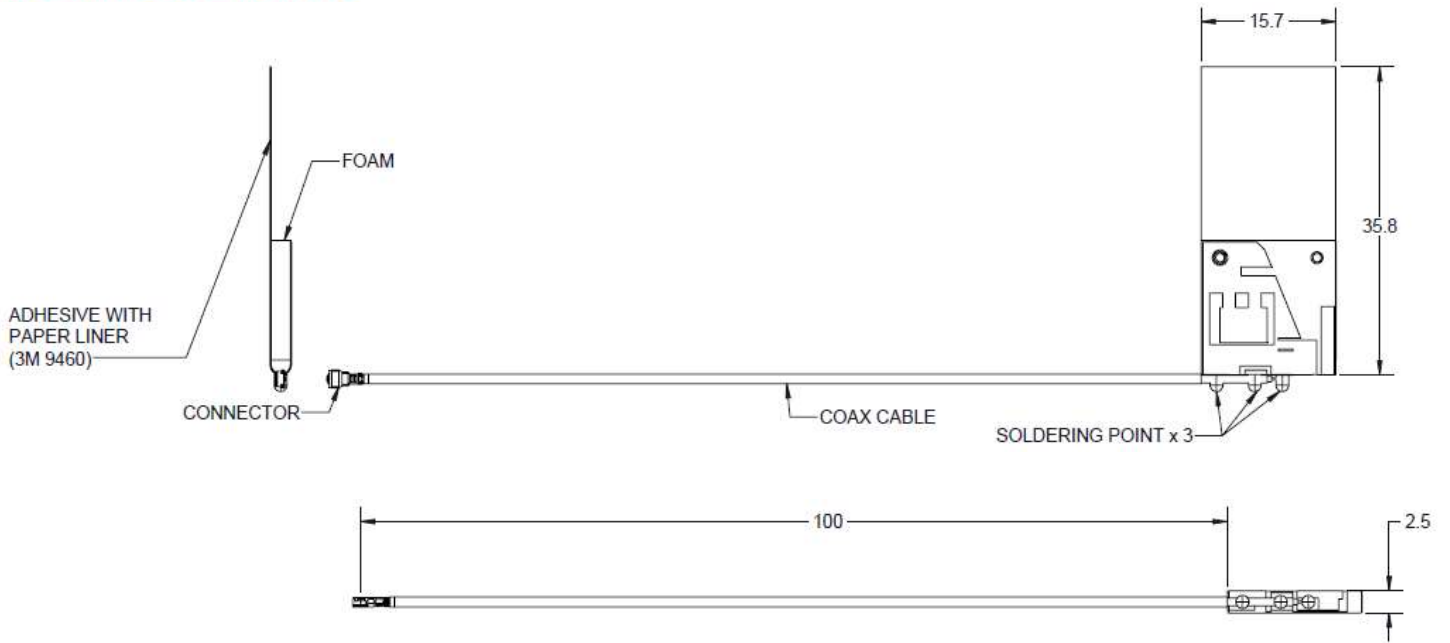 15.7
FOAM
35.8
ADHESIVE WITH
PAPER LINER
(3M 9460)
CONNECTOR
COAX CABLE
SOLDERING POINT x 3
100
2.5